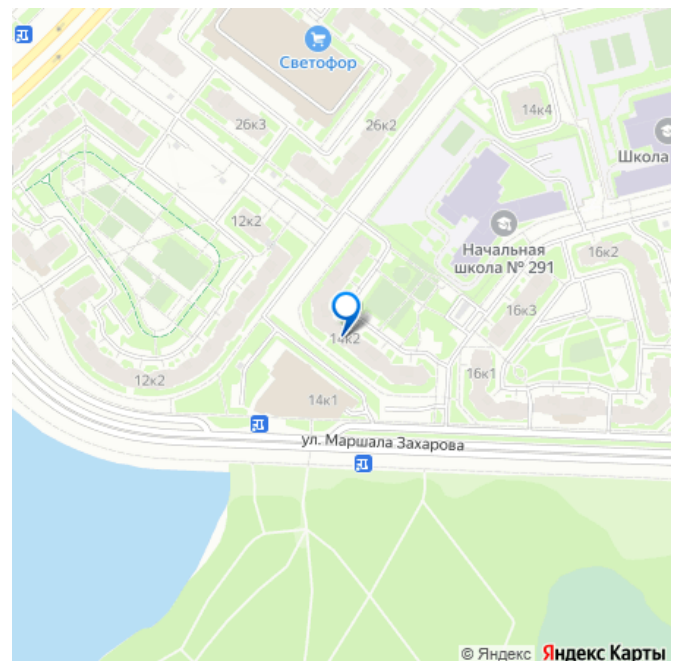 Светофор
26к3
26к2
14к4
Школа
12к2
Начальная
школа № 291
16к2
16к3
14к2
16к1
12к2
14к1
ул. Маршала Захарова
© Яндекс Яндекс Карты